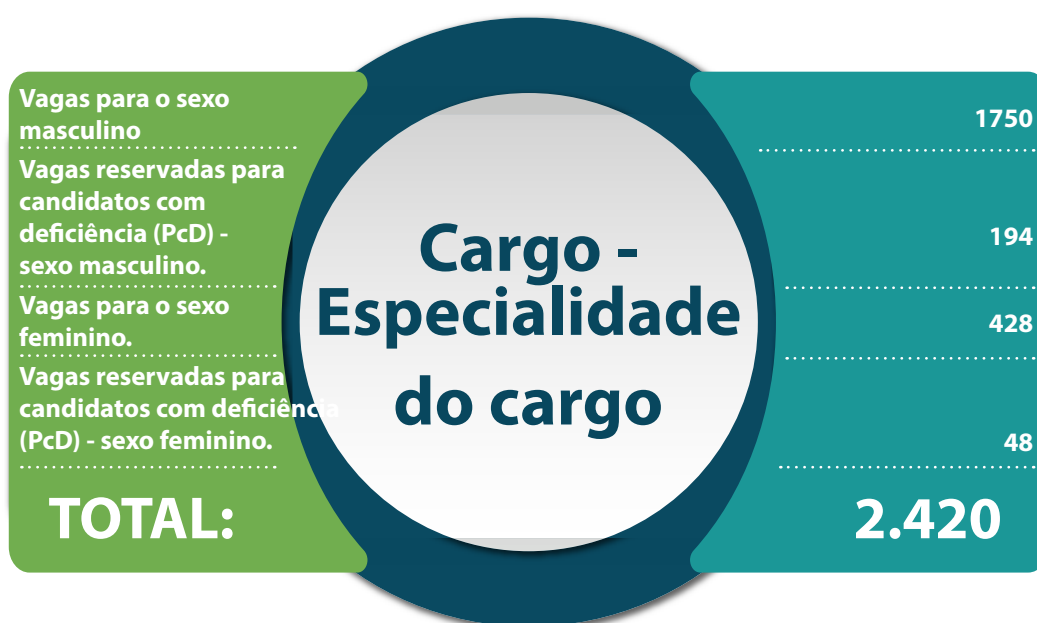 Vagas para o sexo
masculino
1750
Vagas reservadas para
candidatos com
deficiência (PcD) -
sexo masculino.
194
Vagas para o sexo
feminino.
428
Vagas reservadas para
candidatos com deficiência
(PcD) - sexo feminino.
48
TOTAL:
2.420
Cargo -
Especialidade
do cargo